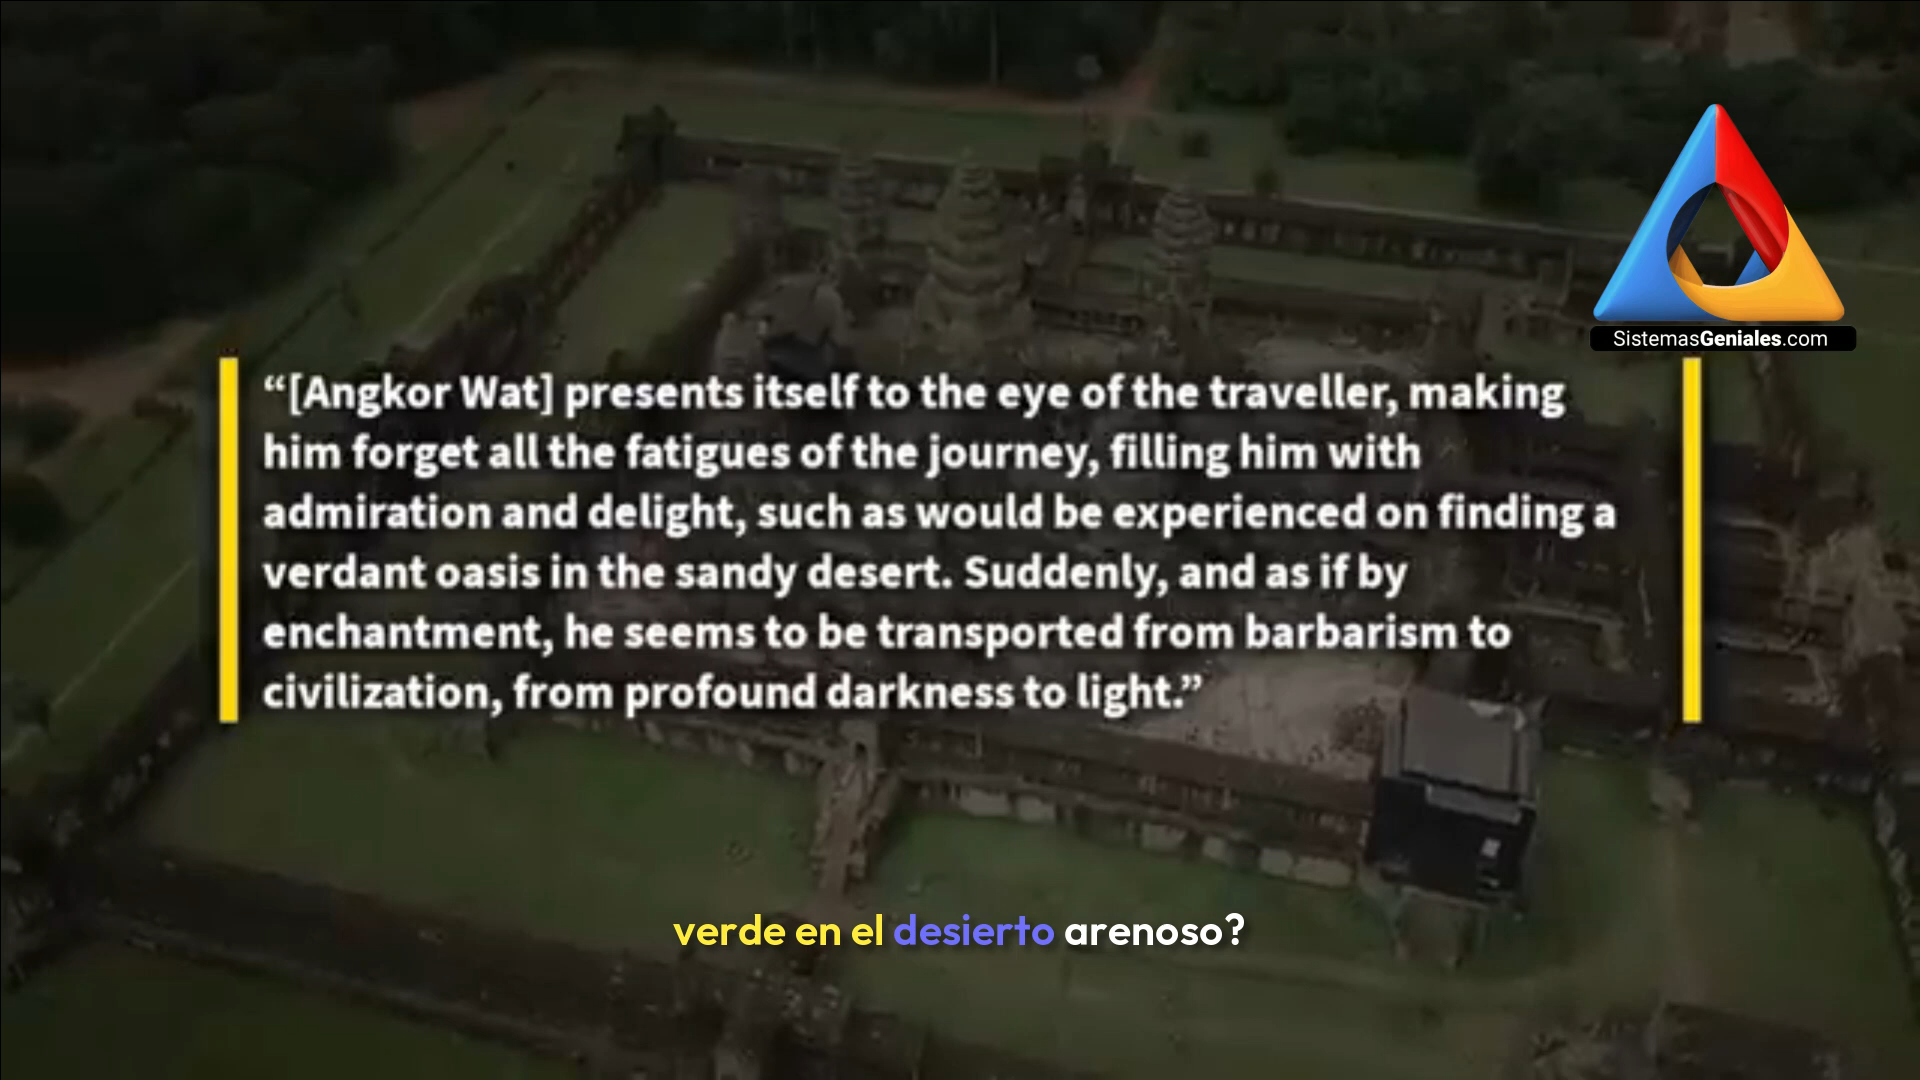 SistemasGeniales.com
“[Angkor Wat] presents itself to the eye of the traveller, making
him forget all the fatigues of the journey, filling him with
admiration and delight, such as would be experienced on finding a
verdant oasis in the sandy desert. Suddenly, and as if by
enchantment, he seems to be transported from barbarism to
civilization, from profound darkness to light.”
verde en el desierto arenoso?